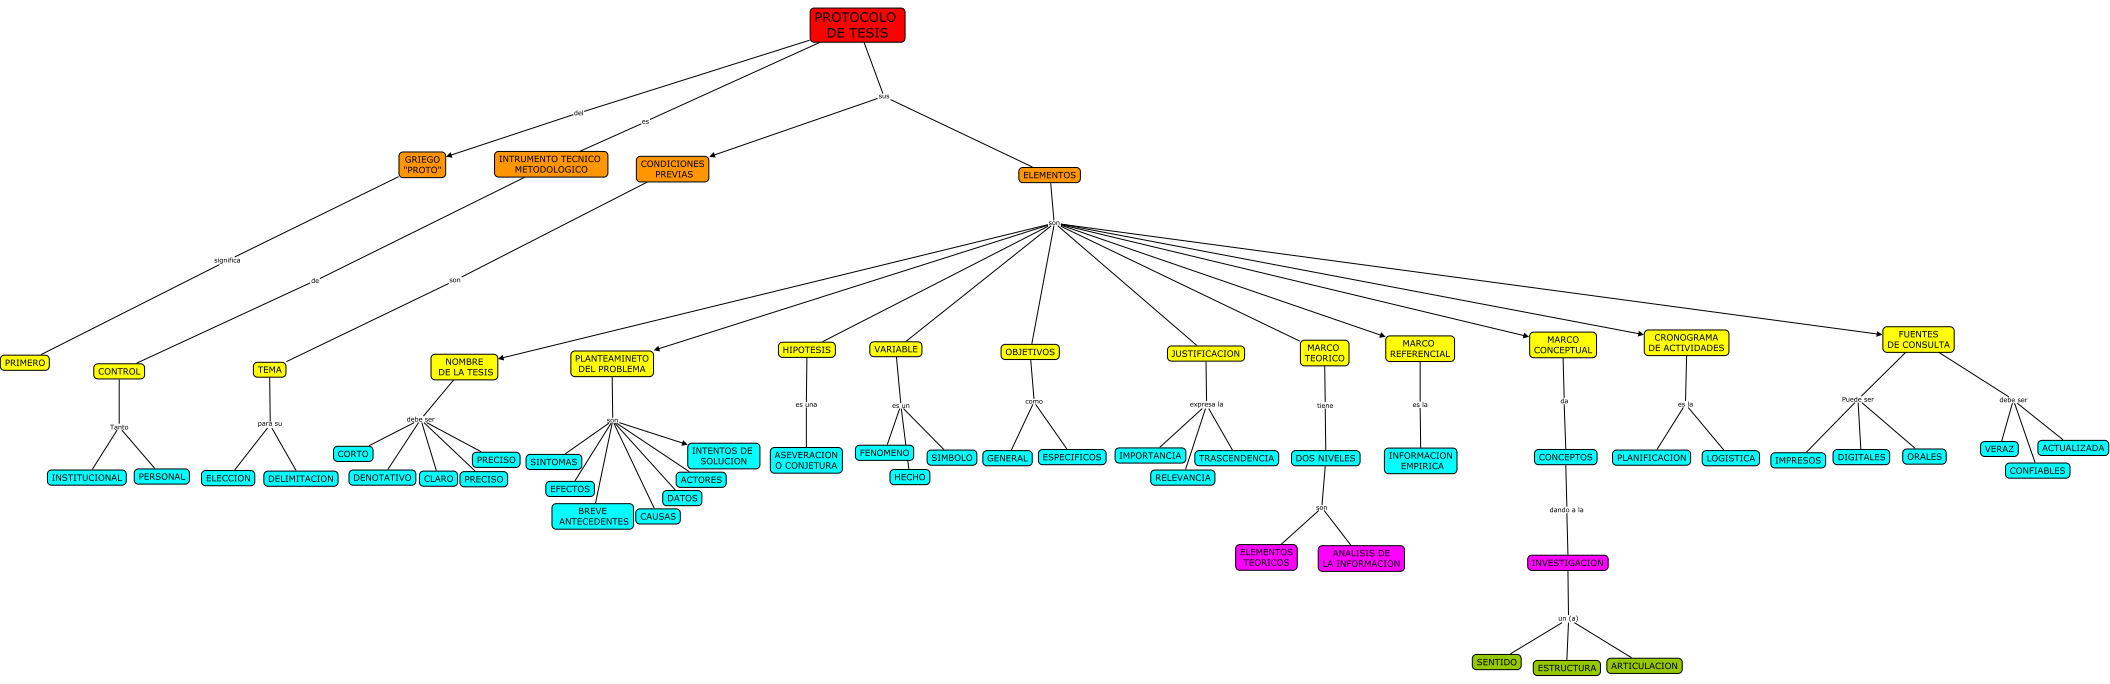 PROTOCOLO
DE TESIS
del
es
sus
GRIEGO
"PROTO"
INTRUMENTO TECNICO
METODOLOGICO
CONDICIONES
PREVIAS
ELEMENTOS
son
significa
de
son
PRIMERO
CONTROL
TEMA
NOMBRE
DE LA TESIS
PLANTEAMINETO
DEL PROBLEMA
HIPOTESIS
VARIABLE
OBJETIVOS
JUSTIFICACION
MARCO
TEORICO
MARCO
REFERENCIAL
MARCO
CONCEPTUAL
CRONOGRAMA
DE ACTIVIDADES
FUENTES
DE CONSULTA
Tanto
para su
debe ser
son
es una
es un
como
expresa la
tiene
es la
da
es la
Puede ser
debe ser
INSTITUCIONAL
PERSONAL
ELECCION
DELIMITACION
CORTO
DENOTATIVO
CLARO
PRECISO
PRECISO
SINTOMAS
EFECTOS
BREVE
ANTECEDENTES
CAUSAS
DATOS
ACTORES
INTENTOS DE
SOLUCION
ASEVERACION
O CONJETURA
FENOMENO
HECHO
SIMBOLO
GENERAL
ESPECIFICOS
IMPORTANCIA
RELEVANCIA
TRASCENDENCIA
DOS NIVELES
INFORMACION
EMPIRICA
CONCEPTOS
PLANIFICACION
LOGISTICA
IMPRESOS
DIGITALES
ORALES
VERAZ
CONFIABLES
ACTUALIZADA
son
dando a la
ELEMENTOS
TEORICOS
ANALISIS DE
LA INFORMACION
INVESTIGACION
un (a)
SENTIDO
ESTRUCTURA
ARTICULACION